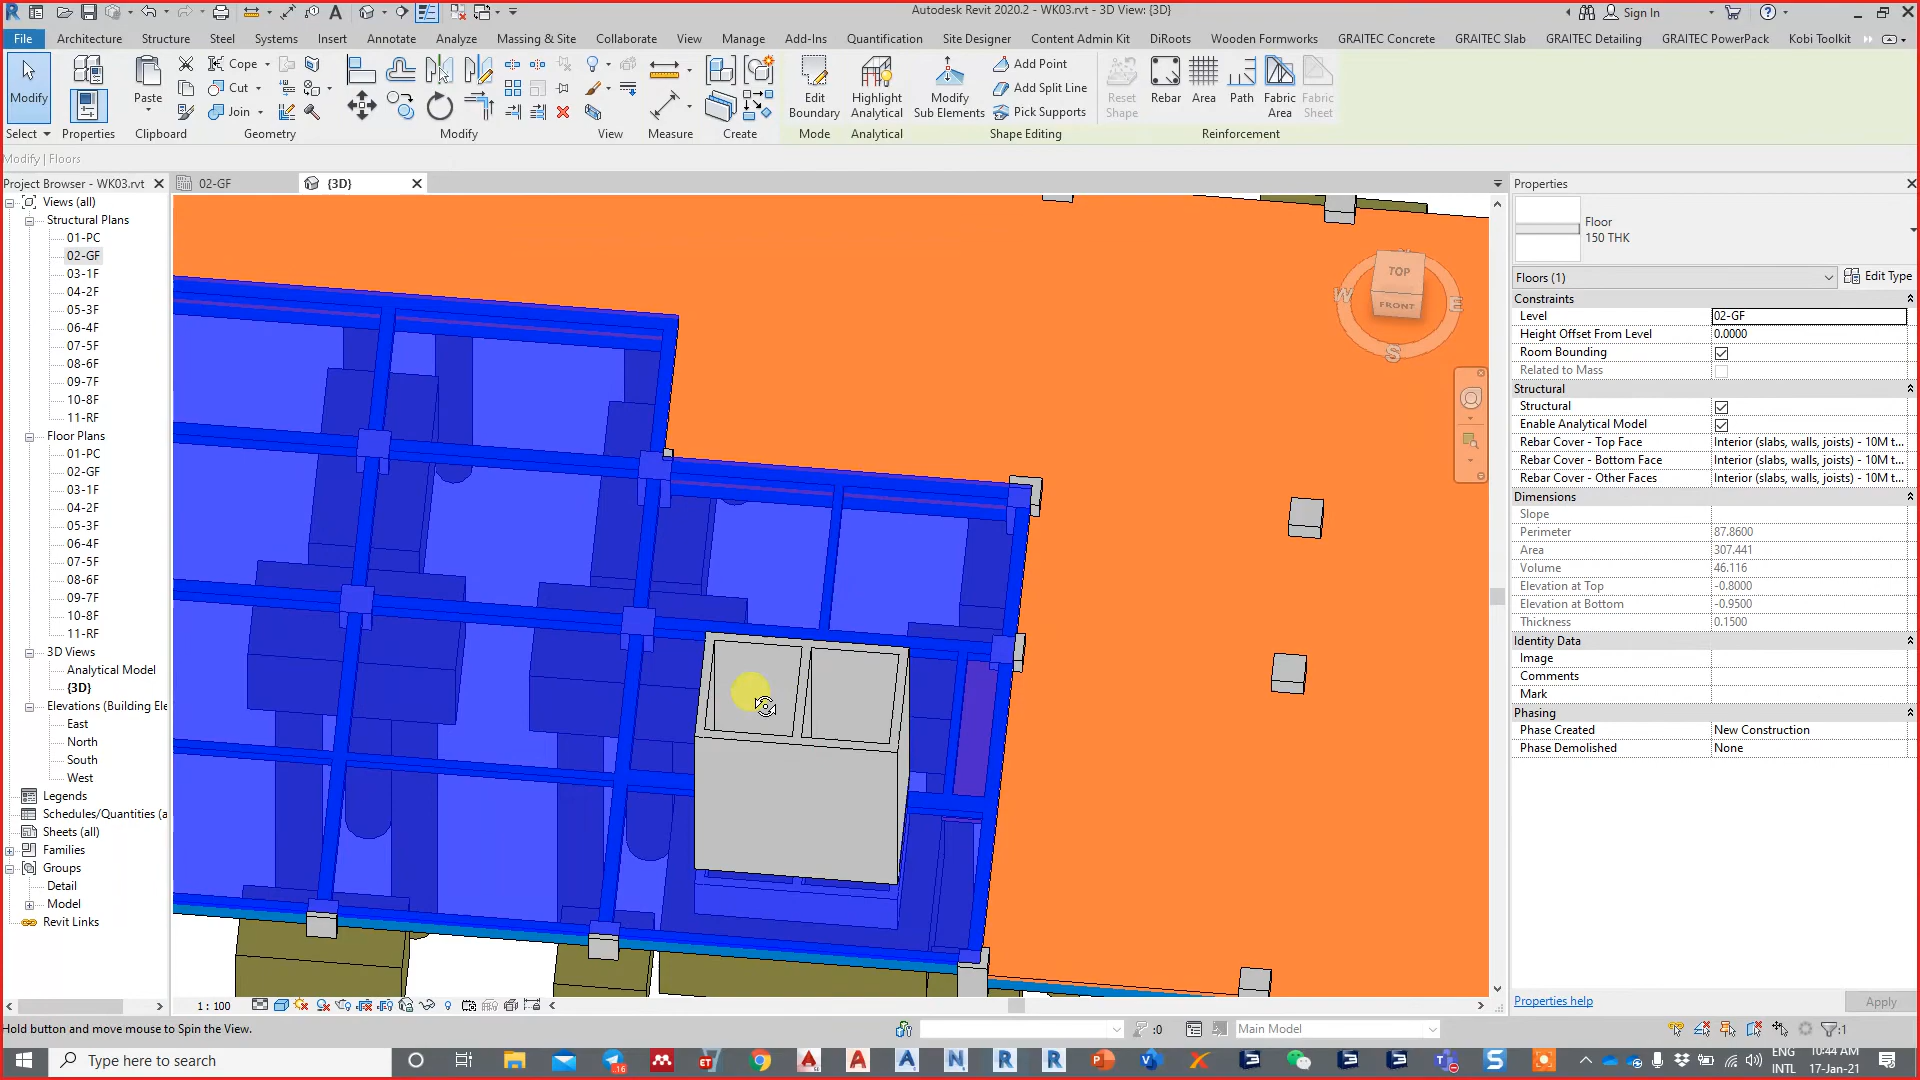 Autodesk Revit 2020.2 - WK03.rvt - 3D View: {3D}
Sign In
File Architecture Structure Steel Systems Insert Annotate Analyze Massing & Site Collaborate View Manage Add-Ins Quantification Site Designer Content Admin Kit DiRoots Wooden Formworks GRAITEC Concrete GRAITEC Slab GRAITEC Detailing GRAITEC PowerPack Kobi Toolkit
Modify
Paste
Cope
Cut
Join
Edit
Boundary
Highlight
Analytical
Modify
Sub Elements
Add Point
Add Split Line
Pick Supports
Reset
Shape
Rebar
Area
Path
Fabric
Area
Fabric
Sheet
Select Properties Clipboard Geometry Modify View Measure Create Mode Analytical Shape Editing Reinforcement
Modify | Floors
Project Browser - WK03.rvt
02-GF
{3D}
Views (all)
Structural Plans
01-PC
02-GF
03-1F
04-2F
05-3F
06-4F
07-5F
08-6F
09-7F
10-8F
11-RF
Floor Plans
01-PC
02-GF
03-1F
04-2F
05-3F
06-4F
07-5F
08-6F
09-7F
10-8F
11-RF
3D Views
Analytical Model
{3D}
Elevations (Building Ele
East
North
South
West
Legends
Schedules/Quantities (a
Sheets (all)
Families
Groups
Detail
Model
Revit Links
TOP
FRONT
W
E
S
Properties
Floor
150 THK
Floors (1)
Edit Type
Constraints
Level 02-GF
Height Offset From Level 0.0000
Room Bounding
Related to Mass
Structural
Structural
Enable Analytical Model
Rebar Cover - Top Face Interior (slabs, walls, joists) - 10M t...
Rebar Cover - Bottom Face Interior (slabs, walls, joists) - 10M t...
Rebar Cover - Other Faces Interior (slabs, walls, joists) - 10M t...
Dimensions
Slope
Perimeter 87.8600
Area 307.441
Volume 46.116
Elevation at Top -0.8000
Elevation at Bottom -0.9500
Thickness 0.1500
Identity Data
Image
Comments
Mark
Phasing
Phase Created New Construction
Phase Demolished None
Properties help
Apply
1 : 100
Hold button and move mouse to Spin the View.
:0
Main Model
:1
Type here to search
16
ENG
INTL
10:44 AM
17-Jan-21